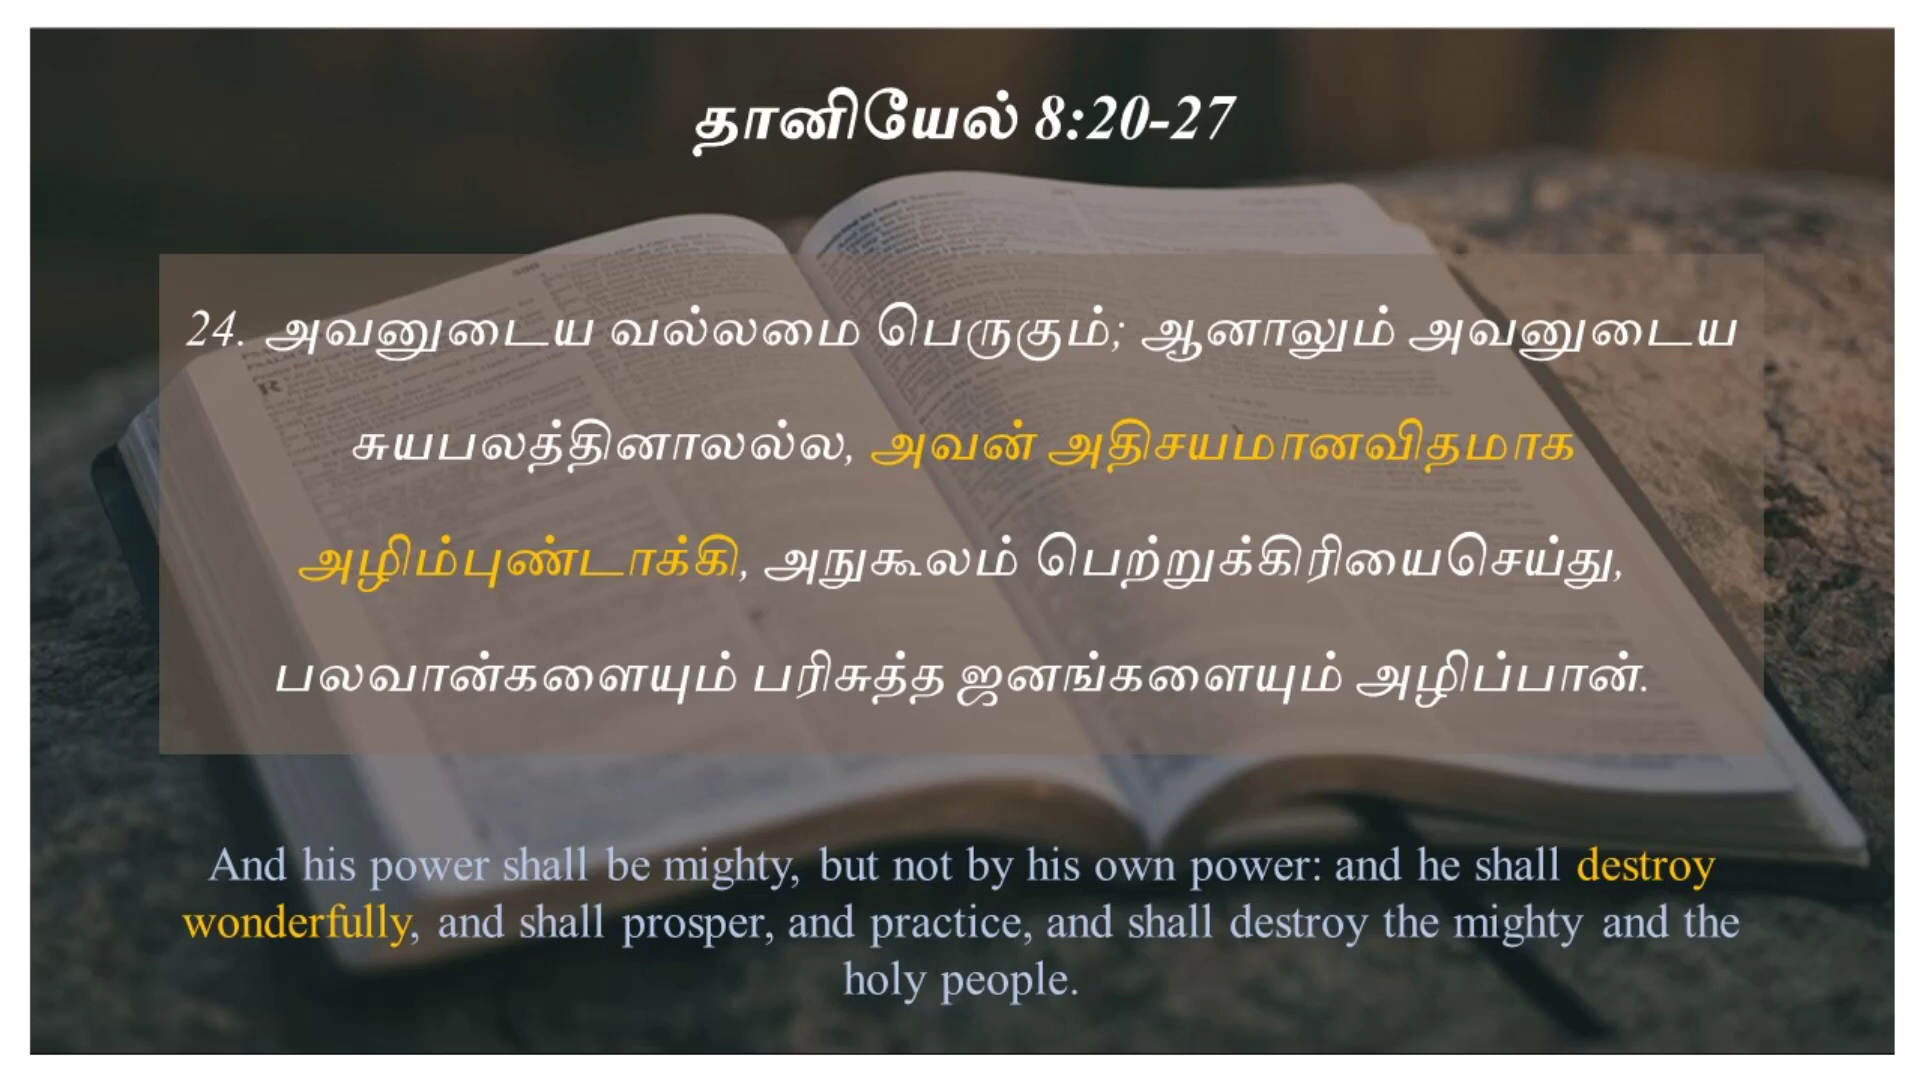 தானியேல் 8:20-27
24. அவனுடைய வல்லமை பெருகும்; ஆனாலும் அவனுடைய
சுயபலத்தினாலல்ல, அவன் அதிசயமானவிதமாக
அழிம்புண்டாக்கி, அநுகூலம் பெற்றுக்கிரியைசெய்து,
பலவான்களையும் பரிசுத்த ஜனங்களையும் அழிப்பான்.
And his power shall be mighty, but not by his own power: and he shall destroy
wonderfully, and shall prosper, and practice, and shall destroy the mighty and the
holy people.